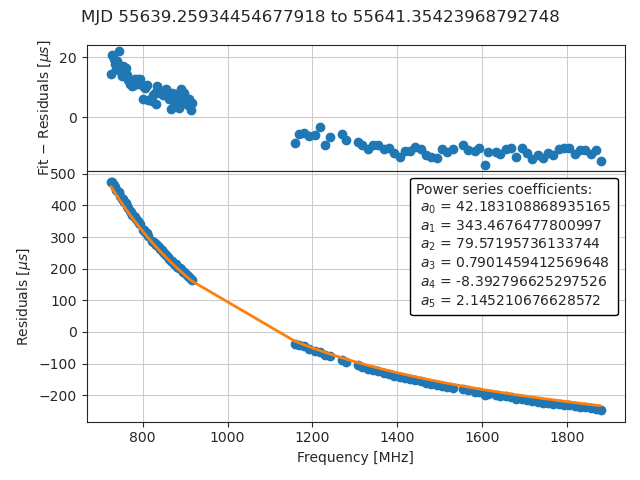 MJD 55639.25934454677918 to 55641.35423968792748
Fit − Residuals [μs]
20
0
Residuals [μs]
500
400
300
200
100
0
−100
−200
Power series coefficients:
a0 = 42.183108868935165
a1 = 343.4676477800997
a2 = 79.57195736133744
a3 = 0.7901459412569648
a4 = -8.392796625297526
a5 = 2.145210676628572
800 1000 1200 1400 1600 1800
Frequency [MHz]